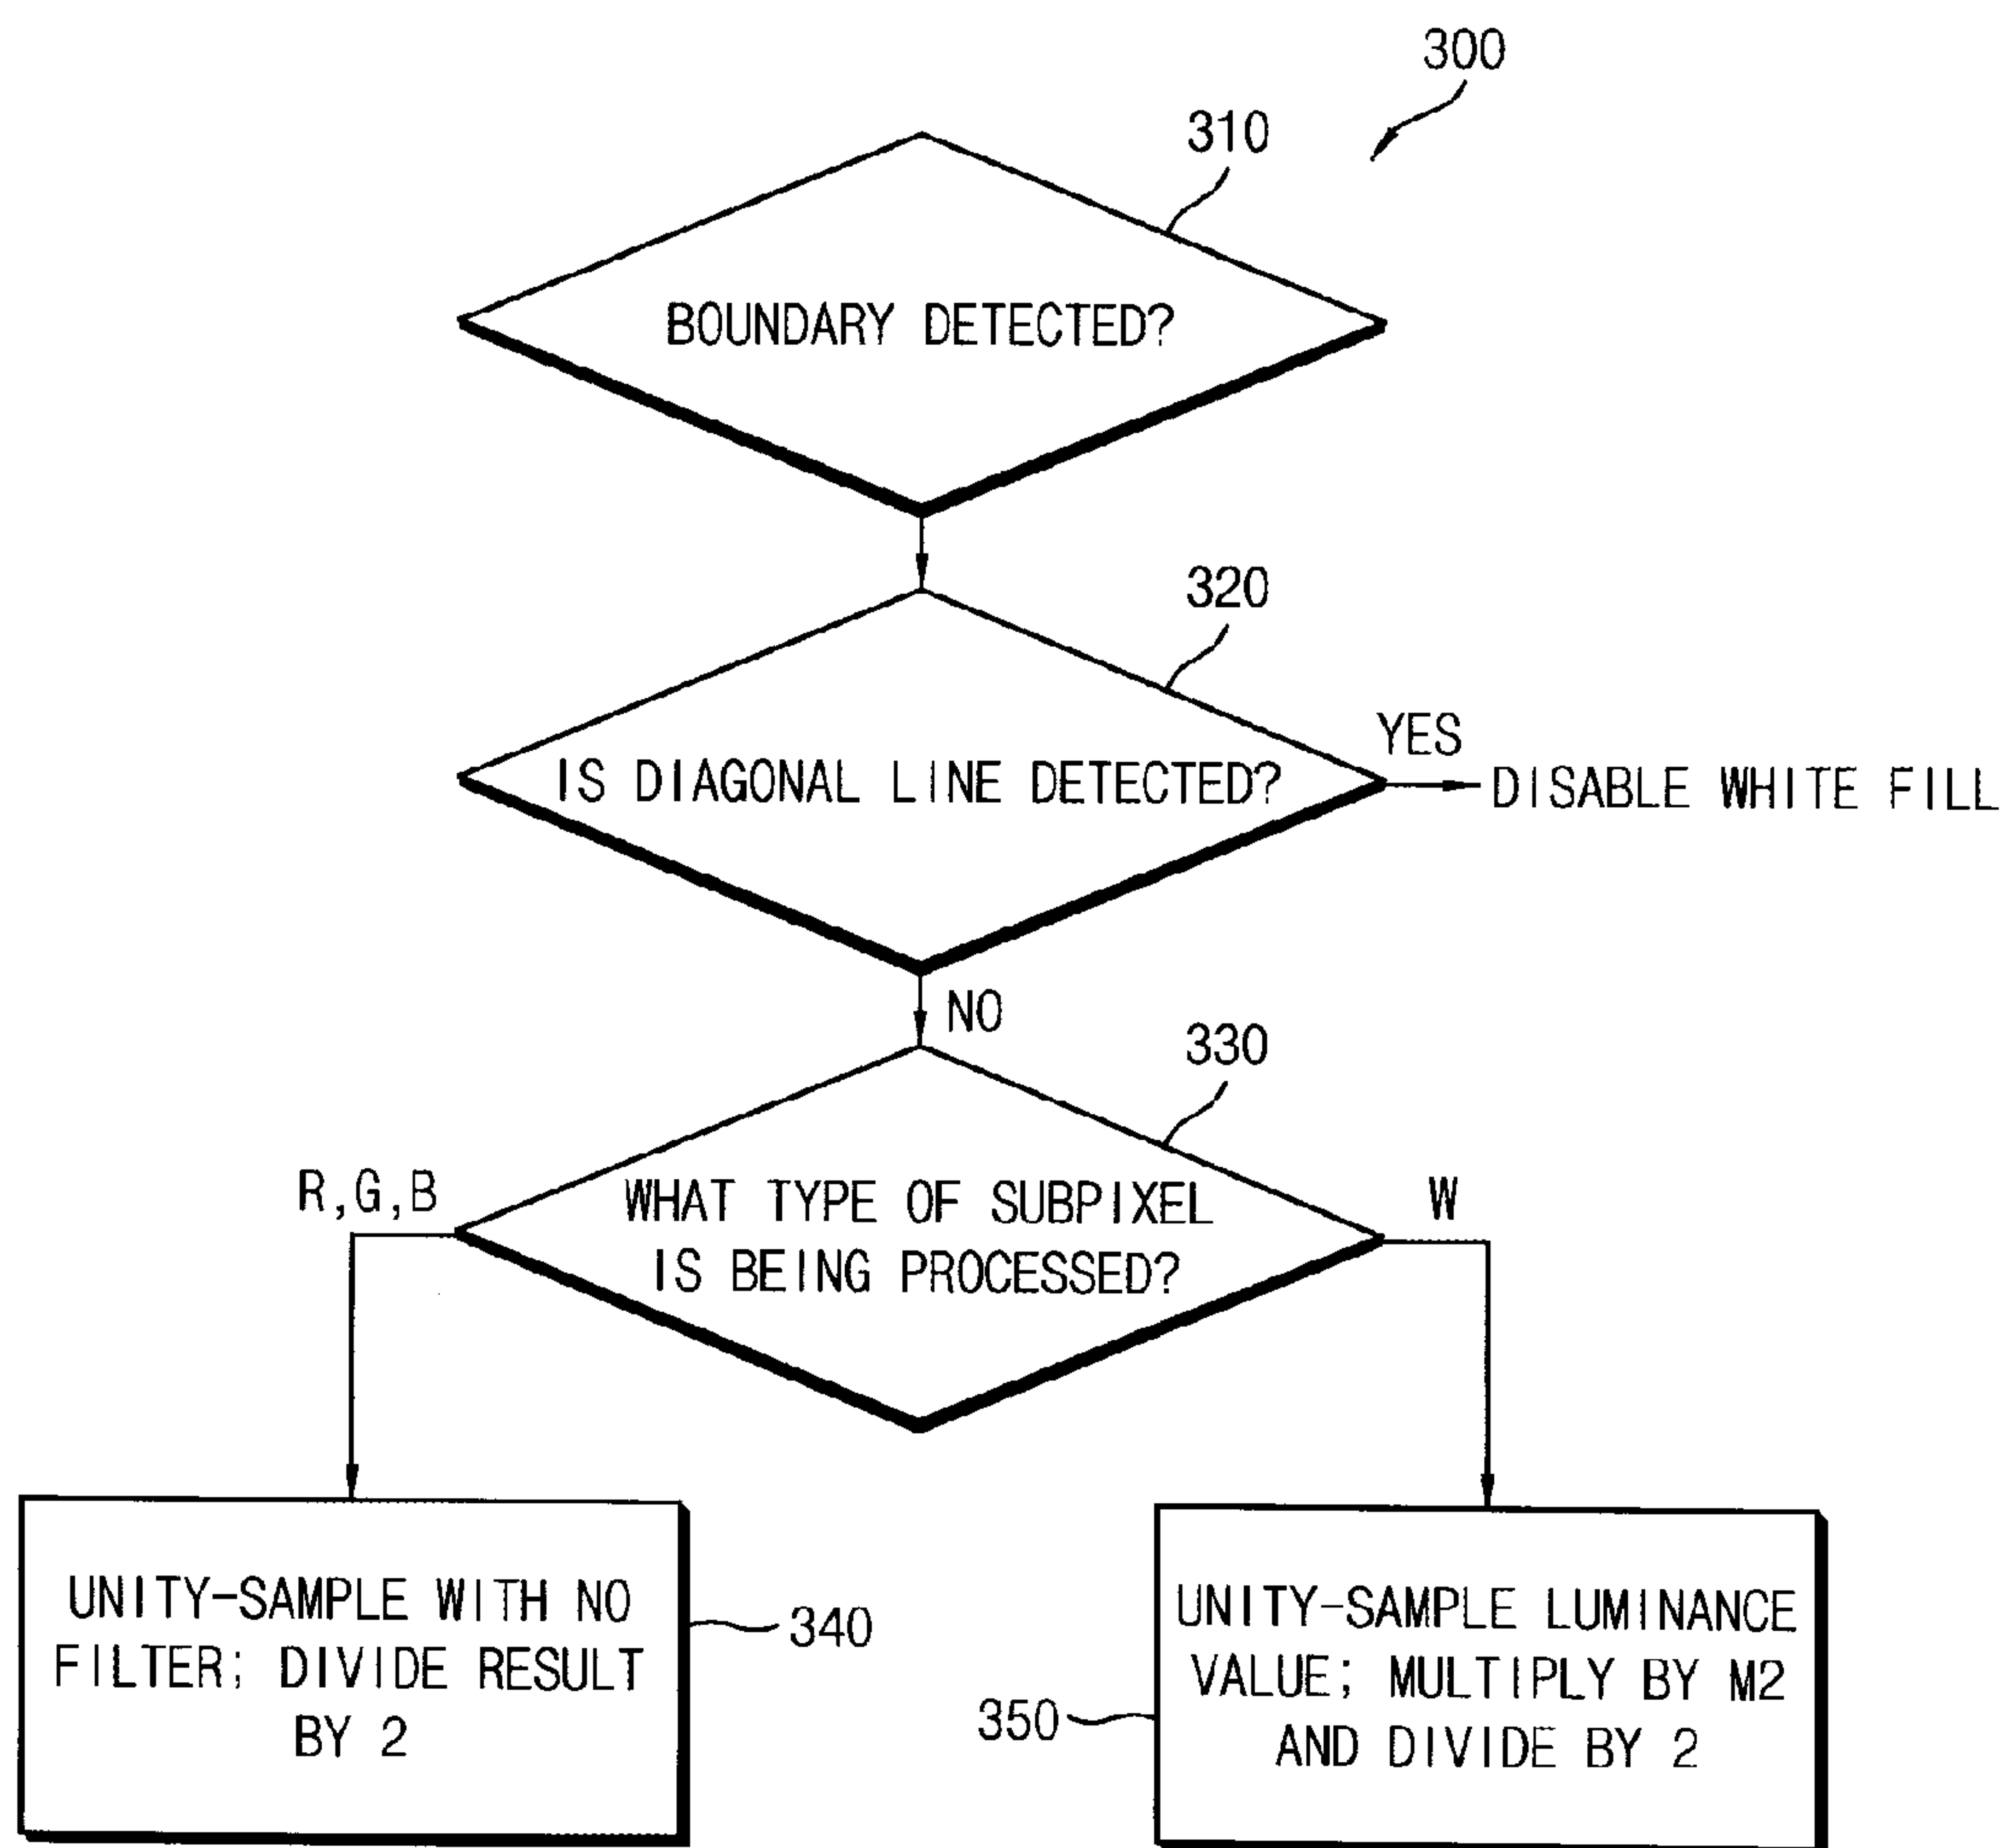 300
310
BOUNDARY DETECTED?
320
IS DIAGONAL LINE DETECTED?
YES
DISABLE WHITE FILL
NO
330
WHAT TYPE OF SUBPIXEL
IS BEING PROCESSED?
R,G,B
W
UNITY-SAMPLE WITH NO
FILTER; DIVIDE RESULT
BY 2
340
UNITY-SAMPLE LUMINANCE
VALUE; MULTIPLY BY M2
AND DIVIDE BY 2
350